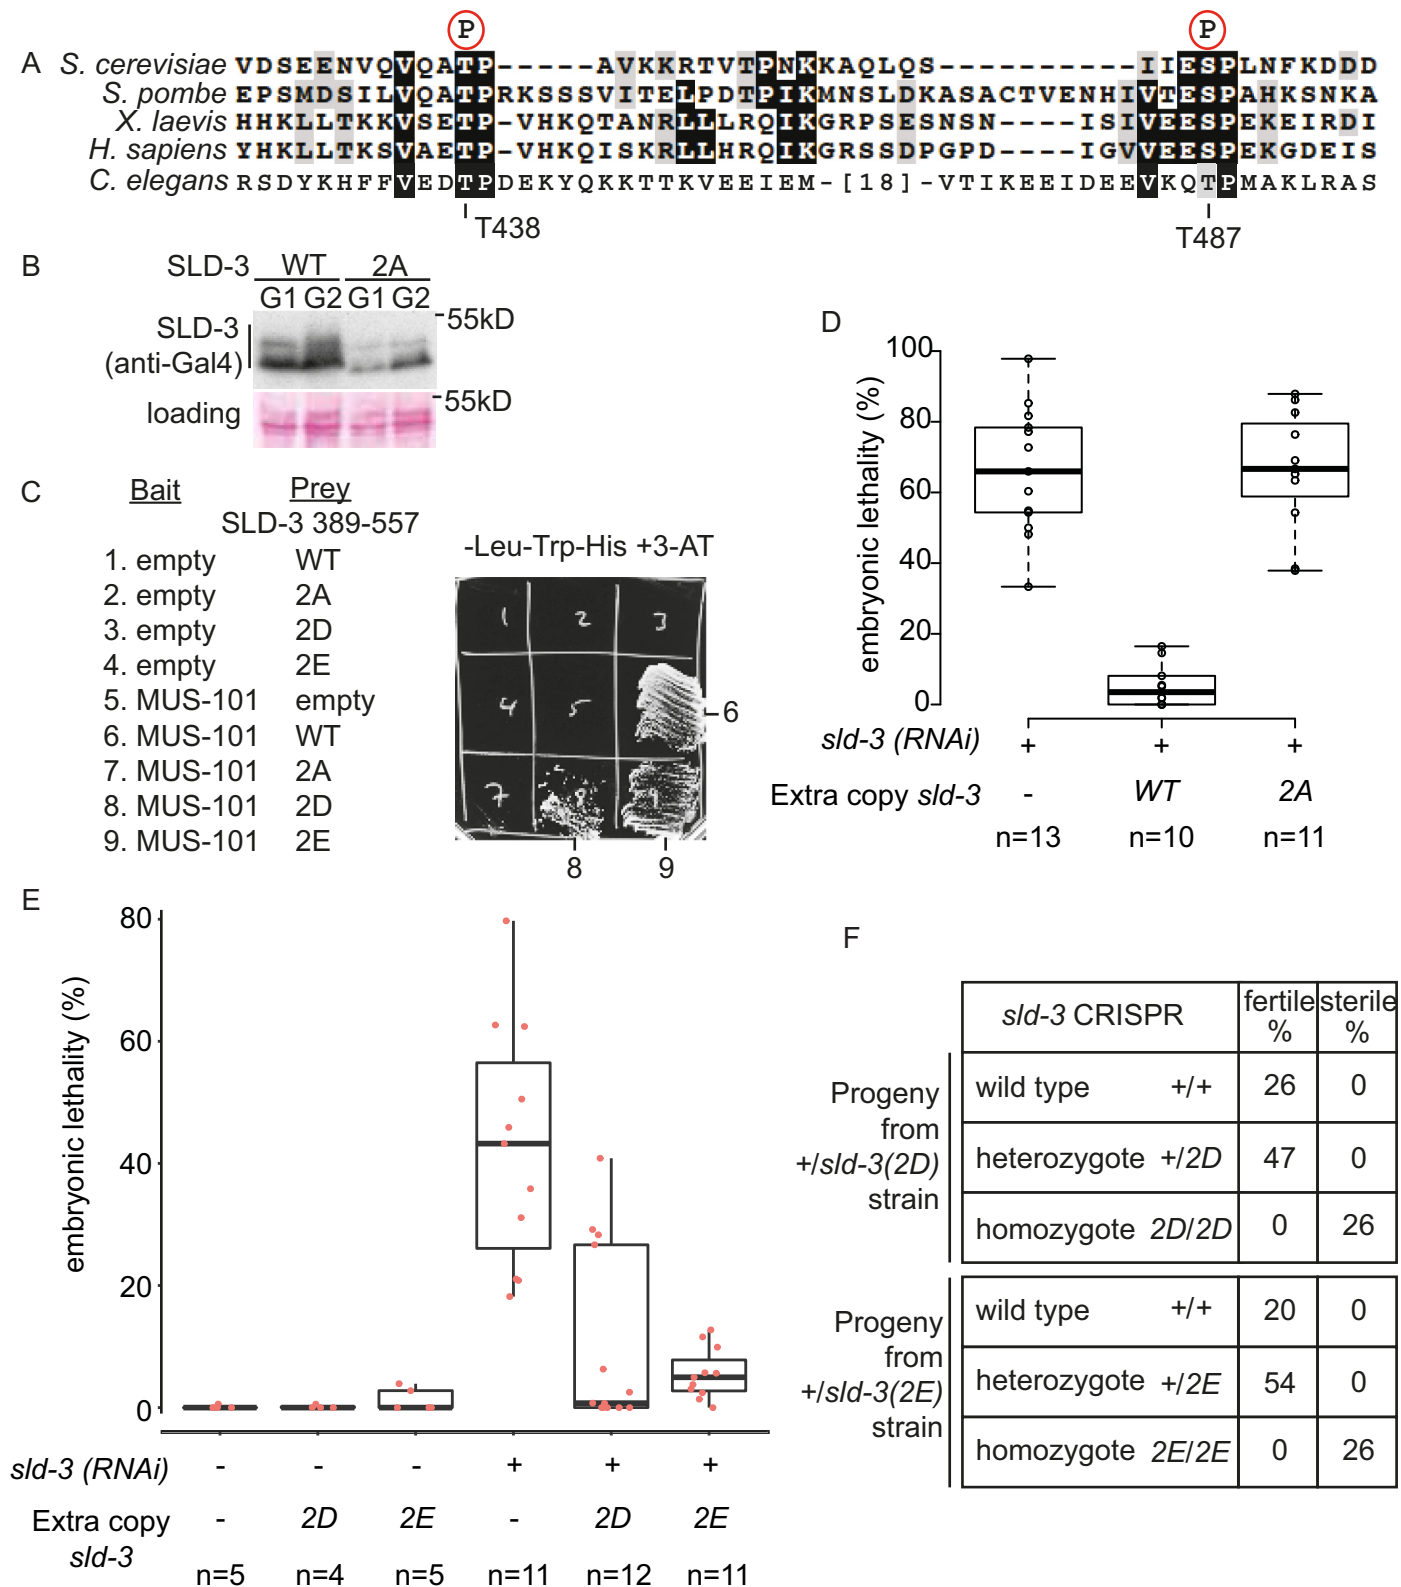 A
P
P
S. cerevisiae VDSEENVQVQATP-----AVKKRTVTPNKKAQLQS----------IIESPLNFKDDD
S. pombe EPSMDSILVQATPRKSSSVITELPDTPIKMNSLDKASACTVENHIVTESPAHKSNKA
X. laevis HHKLLTKKVSETP-VHKQTANRLLLRQIKGRPSESNSN----ISIVEEESPEKEIRDI
H. sapiens YHKLLTKSVAETP-VHKQISKRLLHRQIKGRSSDPGPD----IGVVEEESPEKGDEIS
C. elegans RSDYKHFFVEDTPDEKYQKKTTKVEEIEM-[18]-VTIKEEIDEEVKQTPMAKLRAS
T438
T487
B
SLD-3 WT 2A
G1 G2 G1 G2
SLD-3
(anti-Gal4)
55kD
loading
55kD
C
Bait Prey
SLD-3 389-557
1. empty WT
2. empty 2A
3. empty 2D
4. empty 2E
5. MUS-101 empty
6. MUS-101 WT
7. MUS-101 2A
8. MUS-101 2D
9. MUS-101 2E
-Leu-Trp-His +3-AT
1 2 3
4 5
6
7
8 9
D
embryonic lethality (%)
100
80
60
40
20
0
sld-3 (RNAi) + + +
Extra copy sld-3 - WT 2A
n=13 n=10 n=11
E
embryonic lethality (%)
80
60
40
20
0
sld-3 (RNAi) - - - + + +
Extra copy
sld-3
- 2D 2E - 2D 2E
n=5 n=4 n=5 n=11 n=12 n=11
F
sld-3 CRISPR
fertile
%
sterile
%
Progeny
from
+/sld-3(2D)
strain
wild type +/+ 26 0
heterozygote +/2D 47 0
homozygote 2D/2D 0 26
Progeny
from
+/sld-3(2E)
strain
wild type +/+ 20 0
heterozygote +/2E 54 0
homozygote 2E/2E 0 26